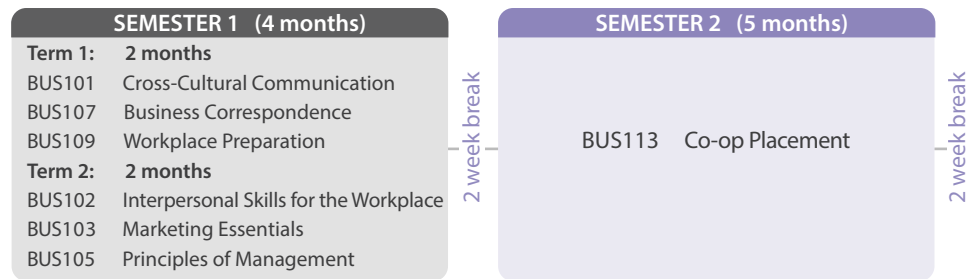 SEMESTER 1 (4 months)
Term 1: 2 months
BUS101 Cross-Cultural Communication
BUS107 Business Correspondence
BUS109 Workplace Preparation
Term 2: 2 months
BUS102 Interpersonal Skills for the Workplace
BUS103 Marketing Essentials
BUS105 Principles of Management
2 week break
SEMESTER 2 (5 months)
BUS113 Co-op Placement
2 week break